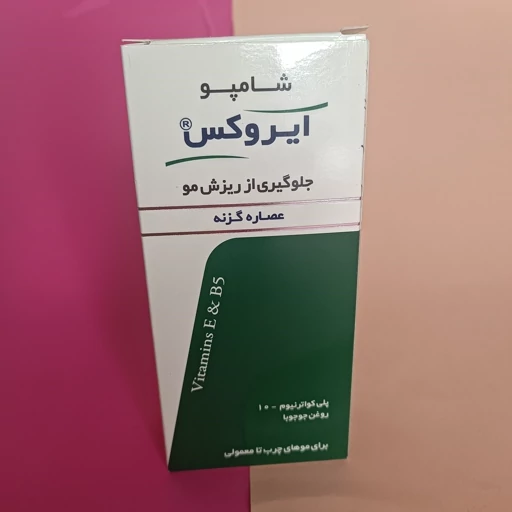 شامپو
ایروکس®
جلوگیری از ریزش مو
عصاره گزنه
Vitamins E & B5
پلی کواترنیوم - ۱۰
روغن جوجوبا
برای موهای چرب تا معمولی